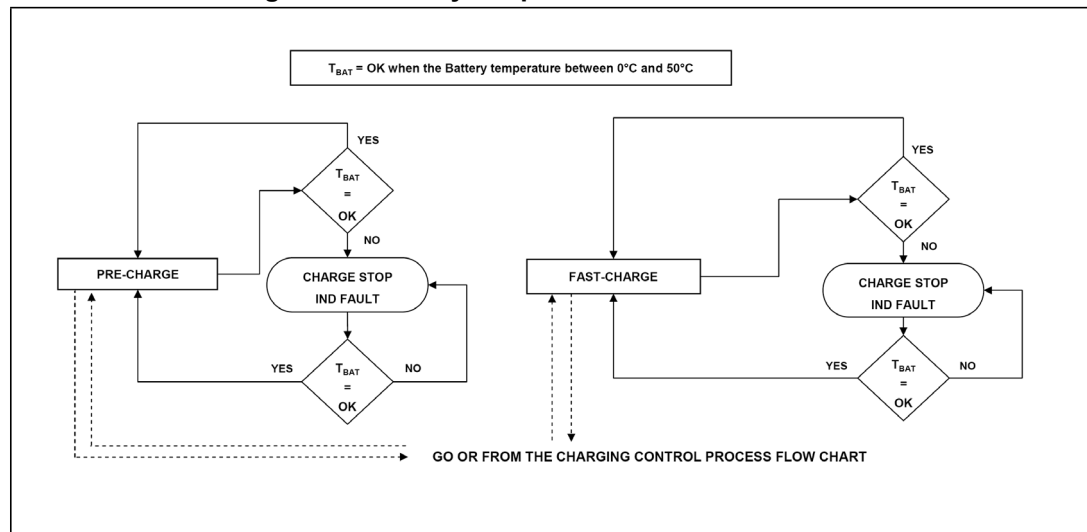 T_BAT = OK when the Battery temperature between 0°C and 50°C
YES
T_BAT
=
OK
NO
PRE-CHARGE
CHARGE STOP
IND FAULT
YES
T_BAT
=
OK
NO
YES
T_BAT
=
OK
NO
FAST-CHARGE
CHARGE STOP
IND FAULT
YES
T_BAT
=
OK
NO
GO OR FROM THE CHARGING CONTROL PROCESS FLOW CHART